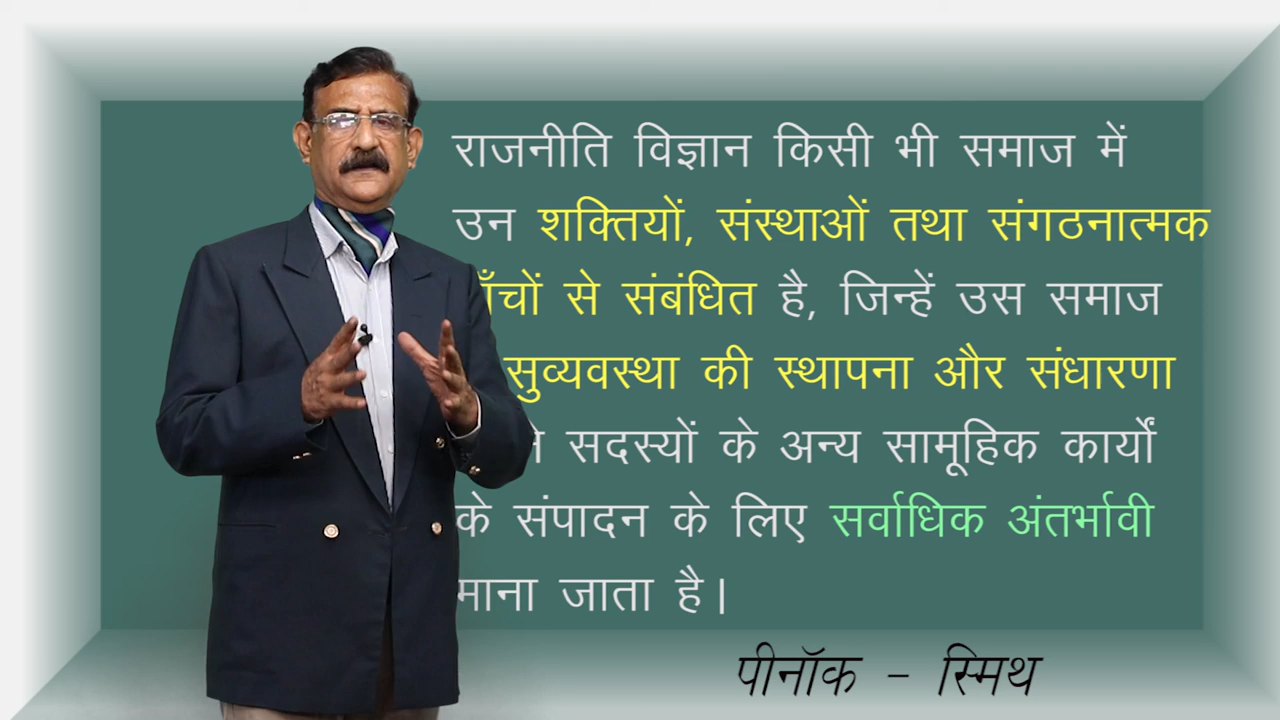 राजनीति विज्ञान किसी भी समाज में
उन शक्तियों, संस्थाओं तथा संगठनात्मक
से संबंधित है, जिन्हें उस समाज
सुव्यवस्था की स्थापना और संधारणा
सदस्यों के अन्य सामूहिक कार्यों
के संपादन के लिए सर्वाधिक अंतर्भावी
माना जाता है।
पीनॉक - स्मिथ